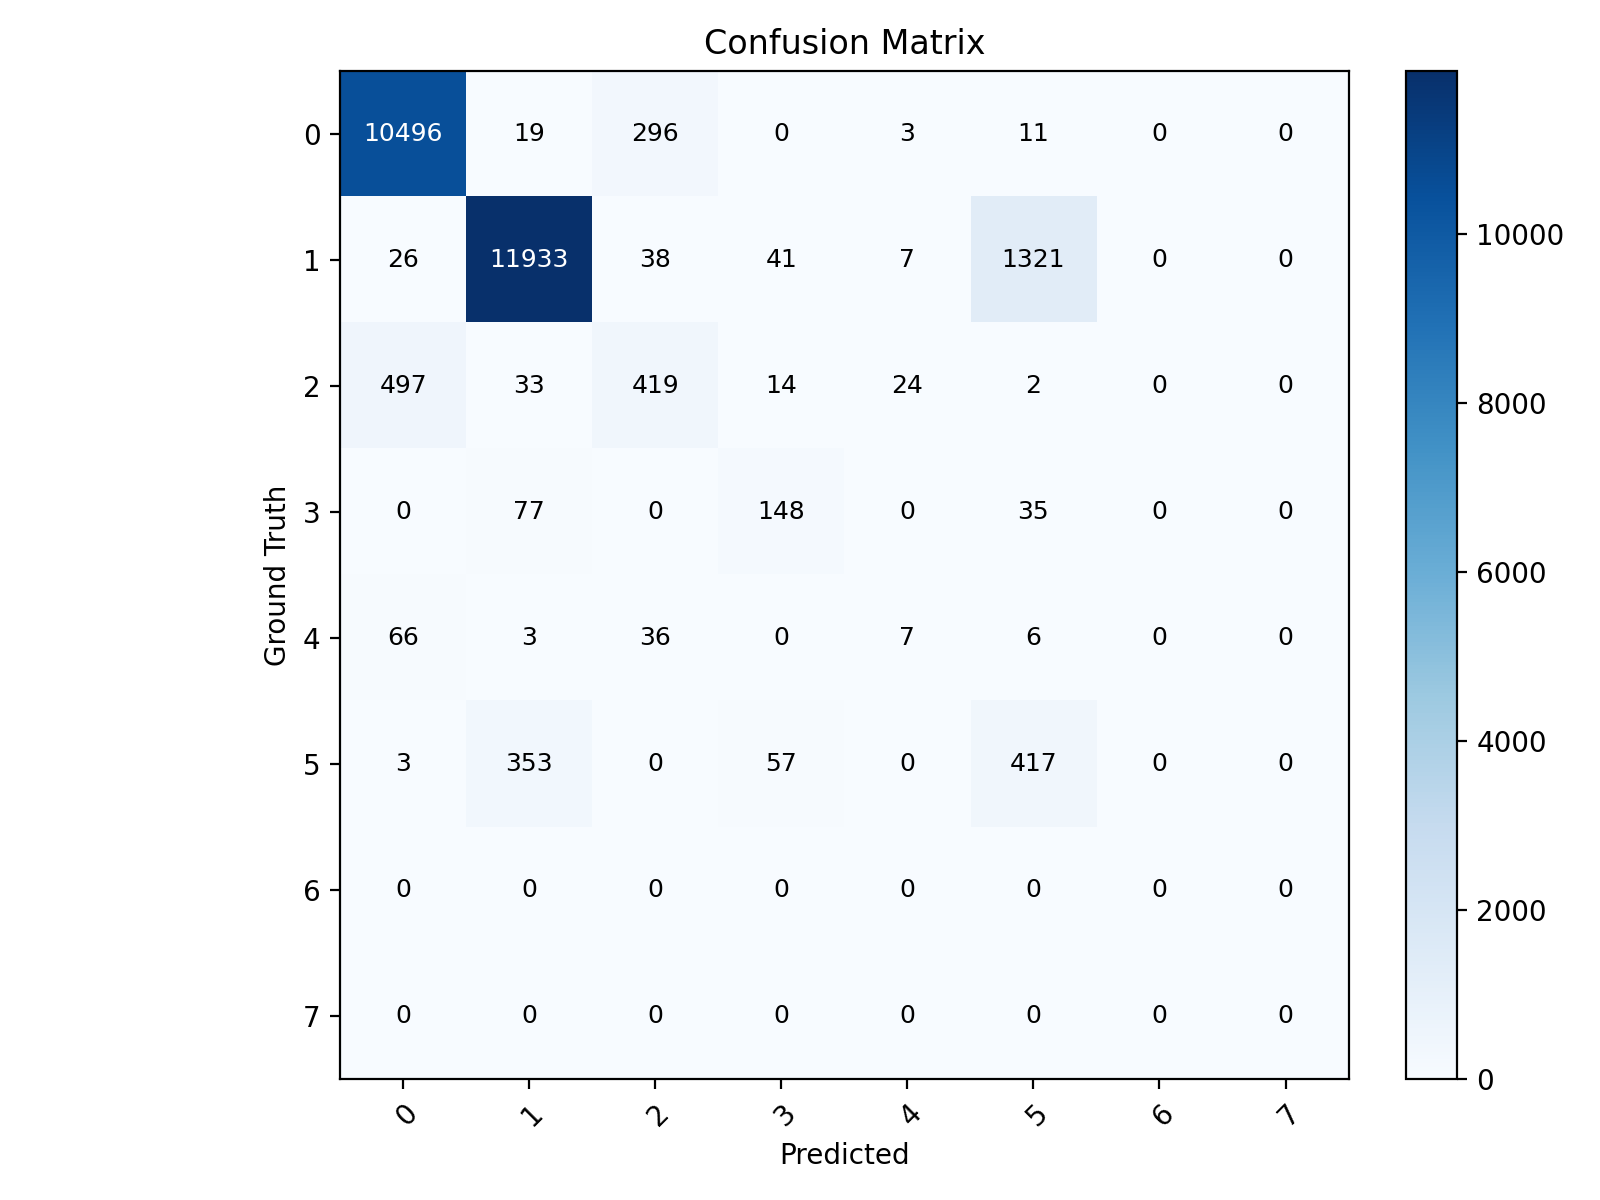 Confusion Matrix
0 10496 19 296 0 3 11 0 0
1 26 11933 38 41 7 1321 0 0
2 497 33 419 14 24 2 0 0
3 0 77 0 148 0 35 0 0
4 66 3 36 0 7 6 0 0
5 3 353 0 57 0 417 0 0
6 0 0 0 0 0 0 0 0
7 0 0 0 0 0 0 0 0
0 1 2 3 4 5 6 7
Predicted
Ground Truth
10000
8000
6000
4000
2000
0